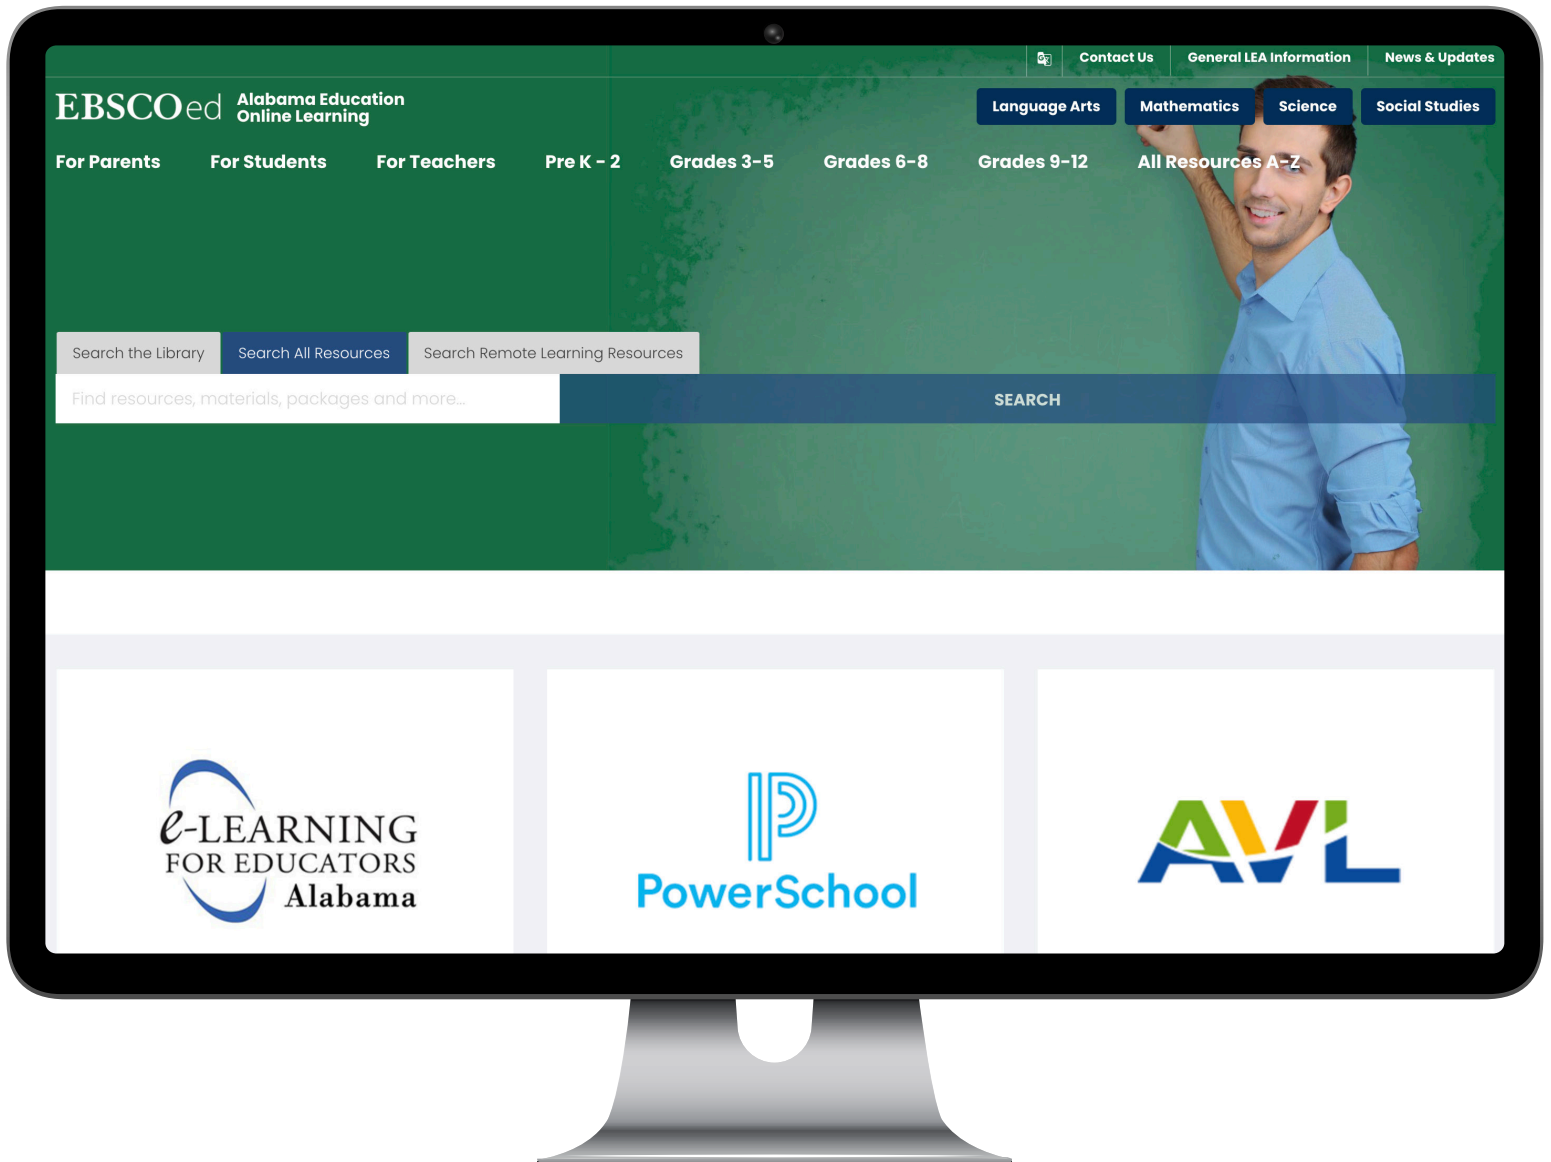 Contact Us
General LEA Information
News & Updates
EBSCOed
Alabama Education
Online Learning
Language Arts
Mathematics
Science
Social Studies
For Parents
For Students
For Teachers
Pre K - 2
Grades 3-5
Grades 6-8
Grades 9-12
All Resources A-Z
Search the Library
Search All Resources
Search Remote Learning Resources
Find resources, materials, packages and more...
SEARCH
e-LEARNING
FOR EDUCATORS
Alabama
PowerSchool
AVL